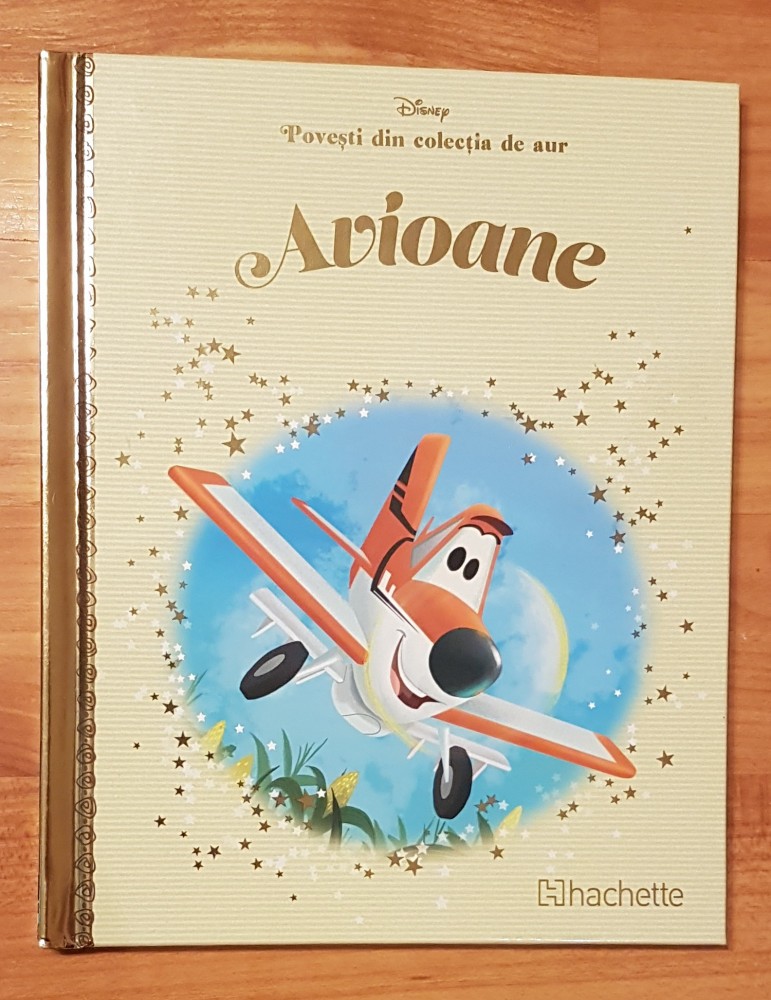 Disney
Povești din colecția de aur
Avioane
hachette